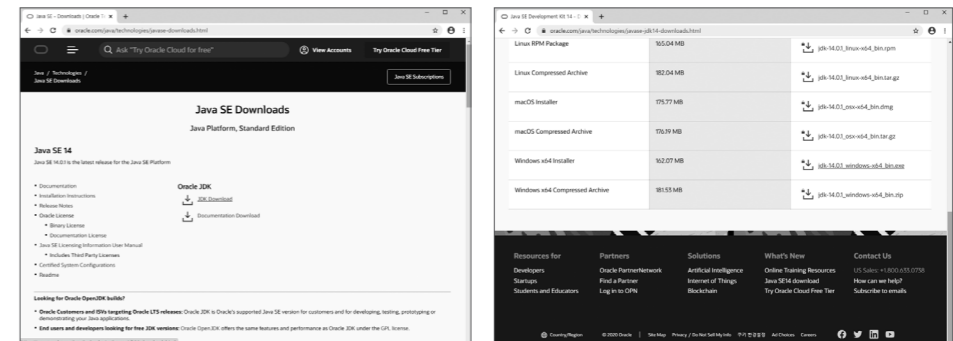 Java SE - Downloads | Oracle Te
oracle.com/java/technologies/javase-downloads.html
Ask "Try Oracle Cloud for free"
View Accounts
Try Oracle Cloud Free Tier
Java / Technologies /
Java SE Downloads
Java SE Subscriptions
Java SE Downloads
Java Platform, Standard Edition
Java SE 14
Java SE 14.0.1 is the latest release for the Java SE Platform
• Documentation
• Installation Instructions
• Release Notes
• Oracle License
• Binary License
• Documentation License
• Java SE Licensing Information User Manual
• Includes Third Party Licenses
• Certified System Configurations
• Readme
Oracle JDK
JDK Download
Documentation Download
Looking for Oracle OpenJDK builds?
• Oracle Customers and ISVs targeting Oracle LTS releases: Oracle JDK is Oracle's supported Java SE version for customers and for developing, testing, prototyping or
demonstrating your Java applications.
• End users and developers looking for free JDK versions: Oracle OpenJDK offers the same features and performance as Oracle JDK under the GPL license.
Java SE Development Kit 14 - D
oracle.com/java/technologies/javase-jdk14-downloads.html
Linux RPM Package 165.04 MB jdk-14.0.1_linux-x64_bin.rpm
Linux Compressed Archive 182.04 MB jdk-14.0.1_linux-x64_bin.tar.gz
macOS Installer 175.77 MB jdk-14.0.1_osx-x64_bin.dmg
macOS Compressed Archive 176.19 MB jdk-14.0.1_osx-x64_bin.tar.gz
Windows x64 Installer 162.07 MB jdk-14.0.1_windows-x64_bin.exe
Windows x64 Compressed Archive 181.53 MB jdk-14.0.1_windows-x64_bin.zip
Resources for Partners Solutions What's New Contact Us
Developers Oracle PartnerNetwork Artificial Intelligence Online Training Resources US Sales: +1.800.633.0738
Startups Find a Partner Internet of Things Java SE14 download How can we help?
Students and Educators Log in to OPN Blockchain Try Oracle Cloud Free Tier Subscribe to emails
Country/Region © 2020 Oracle Site Map Privacy / Do Not Sell My Info Ad Choices Careers